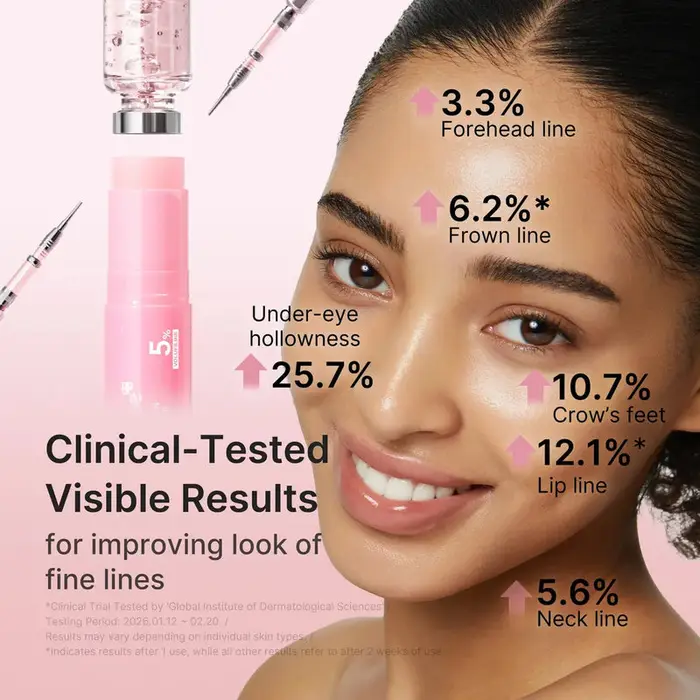 3.3%
Forehead line
6.2%*
Frown line
Under-eye
hollowness
25.7%
10.7%
Crow's feet
12.1%*
Lip line
5%
Clinical-Tested
Visible Results
for improving look of
fine lines
5.6%
Neck line
*Clinical Trial Tested by 'Global Institute of Dermatological Sciences'
Testing Period: 2026.01.12 ~ 02.20. /
Results may vary depending on individual skin types. /
*Indicates results after 1 use, while all other results refer to after 2 weeks of use